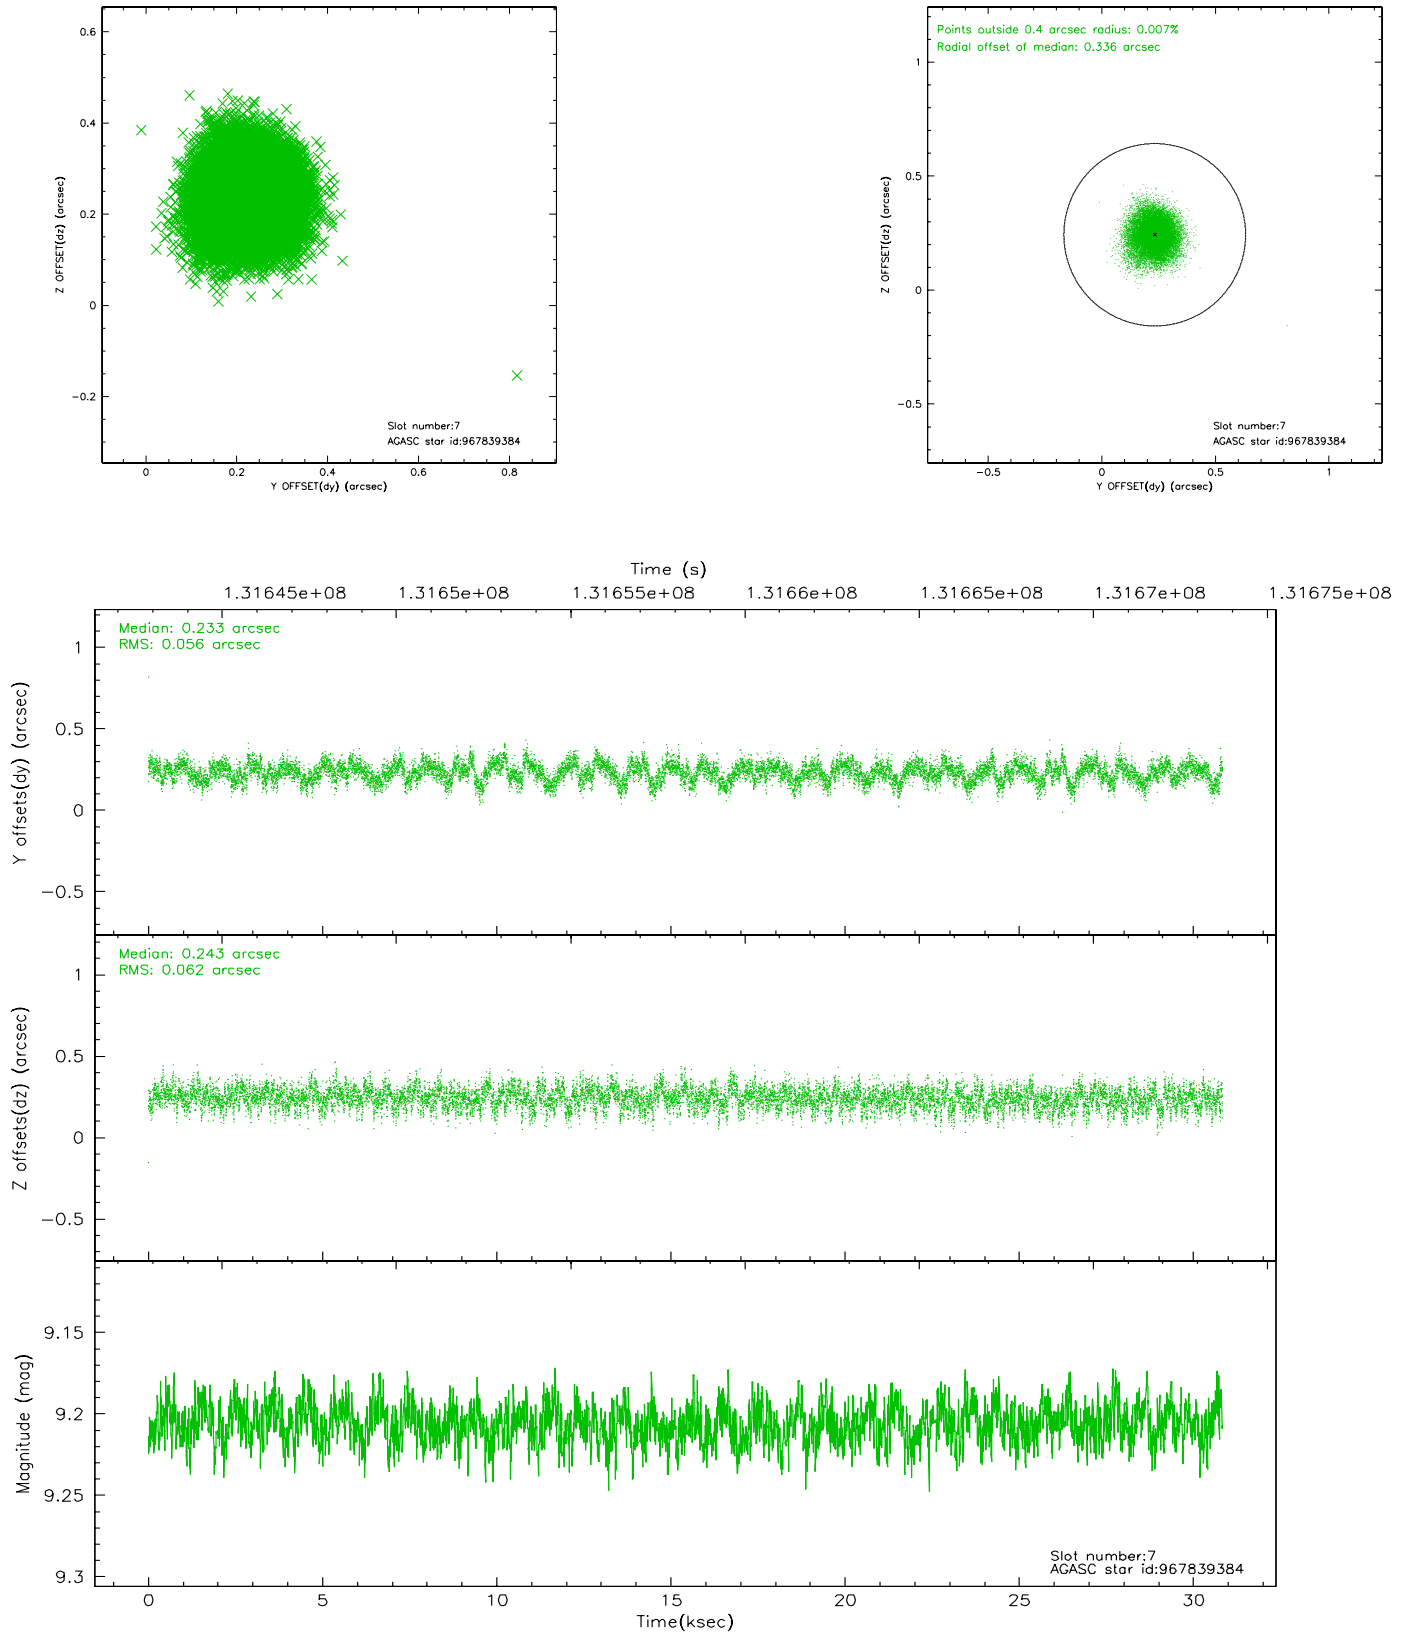 0.6
0.4
0.2
0
−0.2
Z OFFSET(dz) (arcsec)
0 0.2 0.4 0.6 0.8
Y OFFSET(dy) (arcsec)
Slot number:7
AGASC star id:967839384
Points outside 0.4 arcsec radius: 0.007%
Radial offset of median: 0.336 arcsec
1
0.5
0
−0.5
Z OFFSET(dz) (arcsec)
−0.5 0 0.5 1
Y OFFSET(dy) (arcsec)
Slot number:7
AGASC star id:967839384
Time (s)
1.31645e+08 1.3165e+08 1.31655e+08 1.3166e+08 1.31665e+08 1.3167e+08 1.31675e+08
Median: 0.233 arcsec
RMS: 0.056 arcsec
1
0.5
0
−0.5
Y offsets(dy) (arcsec)
Median: 0.243 arcsec
RMS: 0.062 arcsec
1
0.5
0
−0.5
Z offsets(dz) (arcsec)
9.15
9.2
9.25
9.3
Magnitude (mag)
Slot number:7
AGASC star id:967839384
0 5 10 15 20 25 30
Time(ksec)